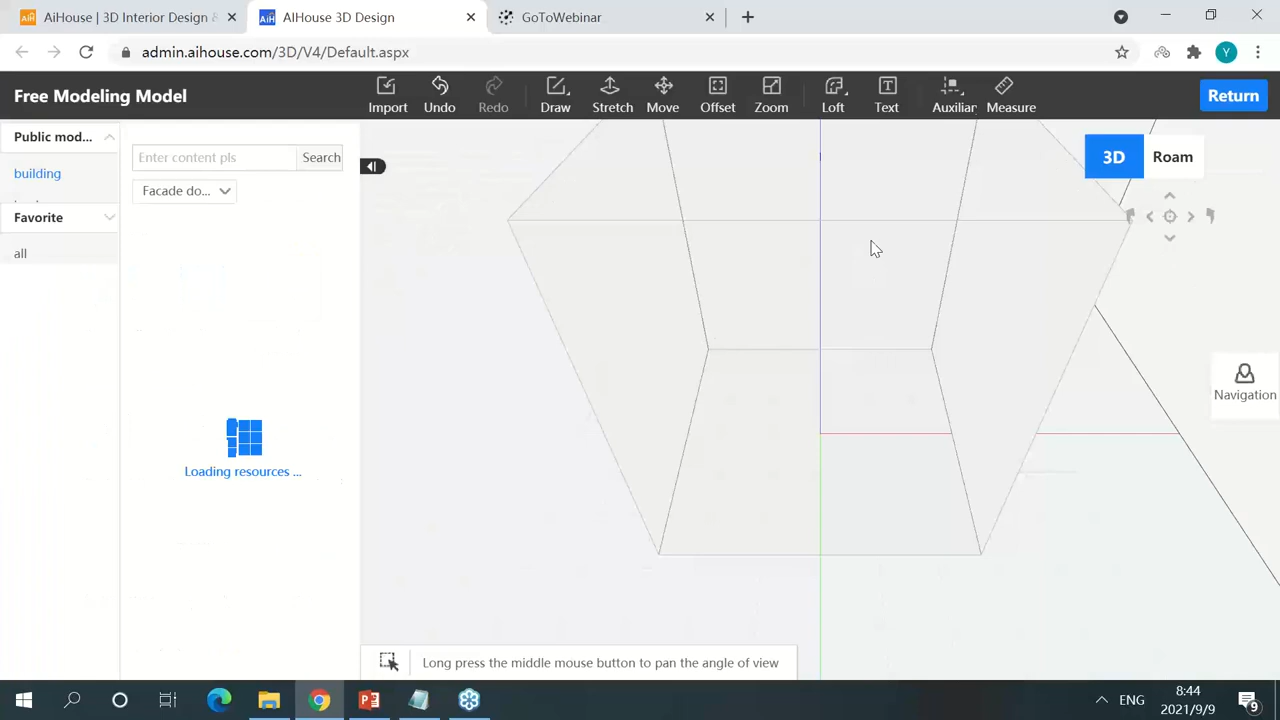 AiHouse | 3D Interior Design &
AIHouse 3D Design
GoToWebinar
admin.aihouse.com/3D/V4/Default.aspx
Y
Free Modeling Model
Import
Undo
Redo
Draw
Stretch
Move
Offset
Zoom
Loft
Text
Auxiliar
Measure
Return
Public mod...
building
Favorite
all
Enter content pls
Search
Facade do...
Loading resources ...
3D
Roam
Navigation
Long press the middle mouse button to pan the angle of view
ENG
8:44
2021/9/9
9